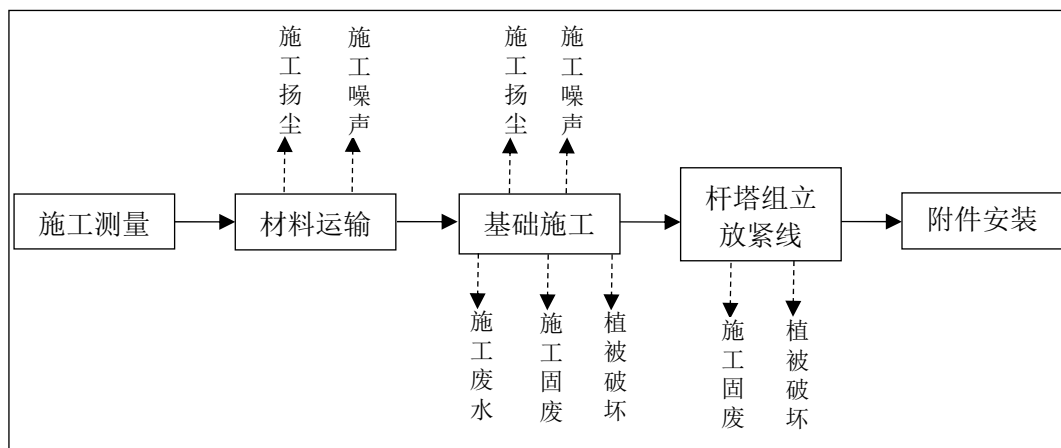 施工扬尘
施工噪声
施工扬尘
施工噪声
施工测量
材料运输
基础施工
杆塔组立
放紧线
附件安装
施工废水
施工固废
植被破坏
施工固废
植被破坏